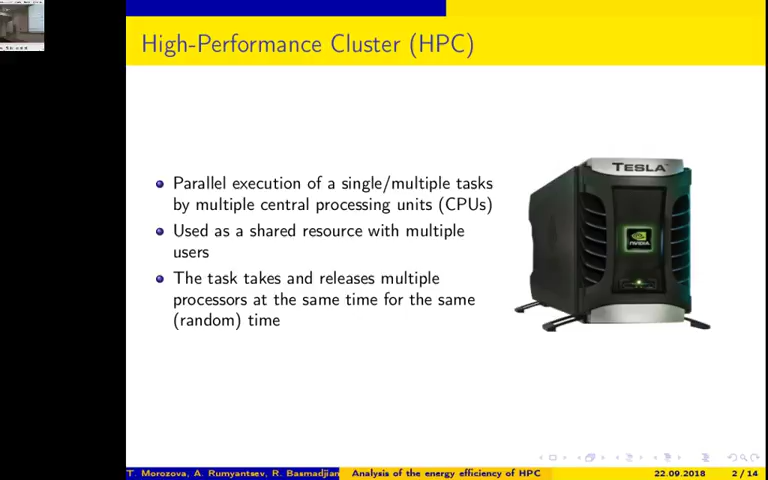 High-Performance Cluster (HPC)
Parallel execution of a single/multiple tasks
by multiple central processing units (CPUs)
Used as a shared resource with multiple
users
The task takes and releases multiple
processors at the same time for the same
(random) time
TESLA
NVIDIA
T. Morozova, A. Rumyantsev, R. Basmadjian
Analysis of the energy efficiency of HPC
22.09.2018
2 / 14